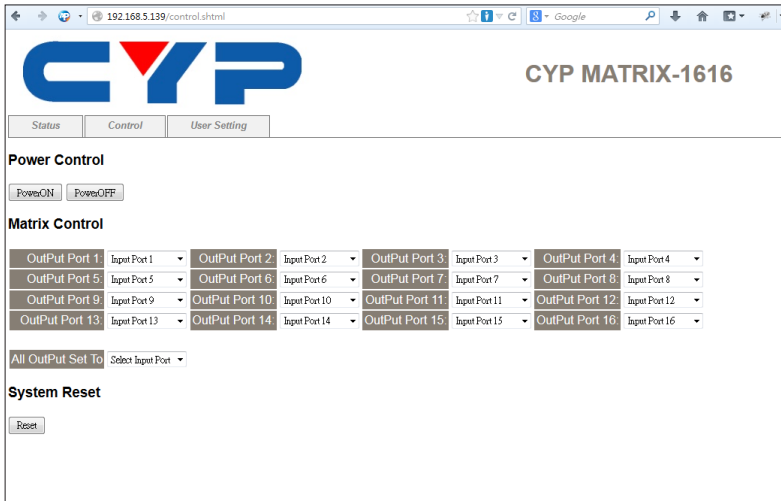 192.168.5.139/control.shtml
8 Google
CYP
CYP MATRIX-1616
Status Control User Setting
Power Control
PowerON PowerOFF
Matrix Control
OutPut Port 1: Input Port 1 OutPut Port 2: Input Port 2 OutPut Port 3: Input Port 3 OutPut Port 4: Input Port 4
OutPut Port 5: Input Port 5 OutPut Port 6: Input Port 6 OutPut Port 7: Input Port 7 OutPut Port 8: Input Port 8
OutPut Port 9: Input Port 9 OutPut Port 10: Input Port 10 OutPut Port 11: Input Port 11 OutPut Port 12: Input Port 12
OutPut Port 13: Input Port 13 OutPut Port 14: Input Port 14 OutPut Port 15: Input Port 15 OutPut Port 16: Input Port 16
All OutPut Set To Select Input Port
System Reset
Reset